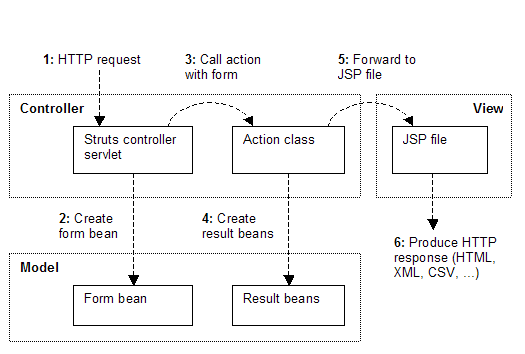 1: HTTP request
3: Call action
with form
5: Forward to
JSP file
Controller
View
Struts controller
servlet
Action class
JSP file
2: Create
form bean
4: Create
result beans
6: Produce HTTP
response (HTML,
XML, CSV, ...)
Model
Form bean
Result beans